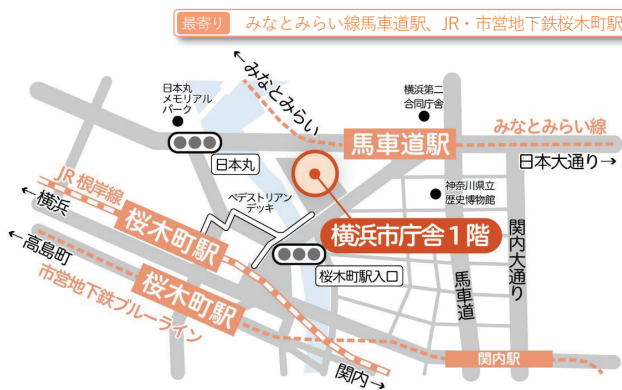 最寄り みなとみらい線馬車道駅、JR・市営地下鉄桜木町駅
←みなとみらい
日本丸
メモリアル
パーク
横浜第二
合同庁舎
みなとみらい線
馬車道駅
日本大通り→
日本丸
JR 根岸線
ペデストリアン
デッキ
神奈川県立
歴史博物館
←横浜
桜木町駅
横浜市庁舎1階
←高島町
桜木町駅
桜木町駅入口
市営地下鉄ブルーライン
馬車道
関内大通り
関内駅
関内→